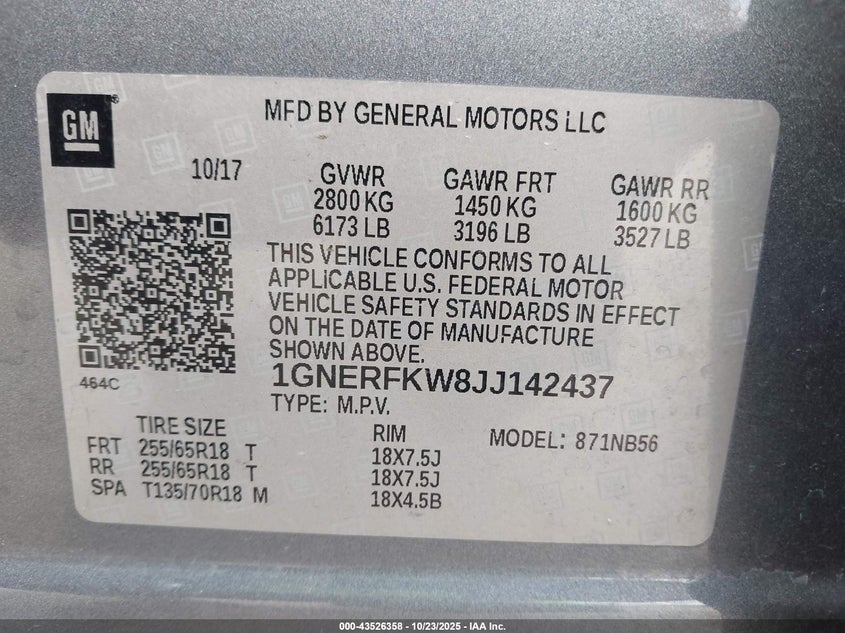 GM
MFD BY GENERAL MOTORS LLC
10/17
GVWR
2800 KG
6173 LB
GAWR FRT
1450 KG
3196 LB
GAWR RR
1600 KG
3527 LB
THIS VEHICLE CONFORMS TO ALL
APPLICABLE U.S. FEDERAL MOTOR
VEHICLE SAFETY STANDARDS IN EFFECT
ON THE DATE OF MANUFACTURE
SHOWN ABOVE.
464C
1GNERFKW8JJ142437
TYPE: M.P.V.
TIRE SIZE
FRT 255/65R18 T
RR 255/65R18 T
SPA T135/70R18 M
RIM
18X7.5J
18X7.5J
18X4.5B
MODEL: 871NB56
000-43526358 - 10/23/2025 - IAA Inc.